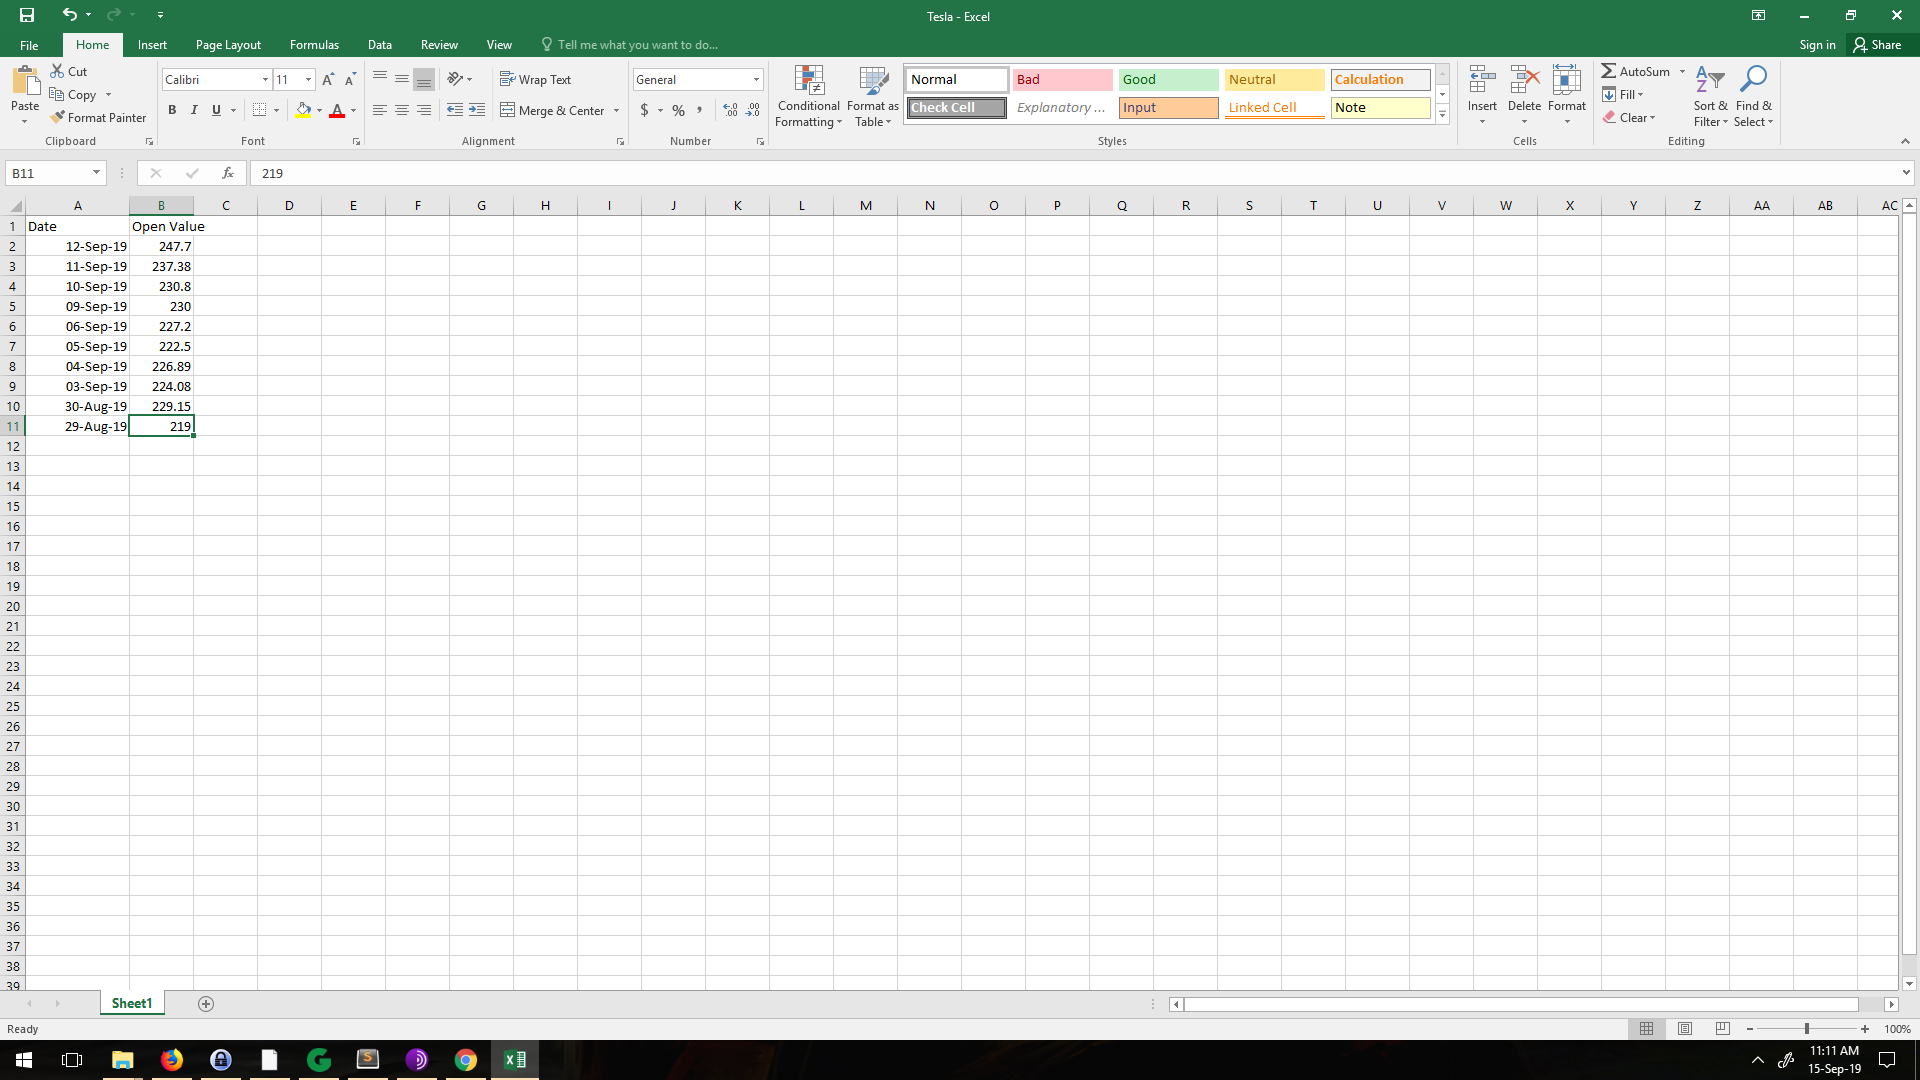 Tesla - Excel
File Home Insert Page Layout Formulas Data Review View Tell me what you want to do... Sign in Share
Paste Cut Copy Format Painter Clipboard
Calibri 11 B I U Font
Wrap Text Merge & Center Alignment
General $ % , Number
Conditional Formatting Format as Table
Normal Bad Good Neutral Calculation
Check Cell Explanatory ... Input Linked Cell Note
Styles
Insert Delete Format Cells
AutoSum Fill Clear Sort & Filter Find & Select Editing
B11 fx 219
A B C D E F G H I J K L M N O P Q R S T U V W X Y Z AA AB AC
1 Date Open Value
2 12-Sep-19 247.7
3 11-Sep-19 237.38
4 10-Sep-19 230.8
5 09-Sep-19 230
6 06-Sep-19 227.2
7 05-Sep-19 222.5
8 04-Sep-19 226.89
9 03-Sep-19 224.08
10 30-Aug-19 229.15
11 29-Aug-19 219
12
13
14
15
16
17
18
19
20
21
22
23
24
25
26
27
28
29
30
31
32
33
34
35
36
37
38
39
Sheet1
Ready 100%
11:11 AM
15-Sep-19